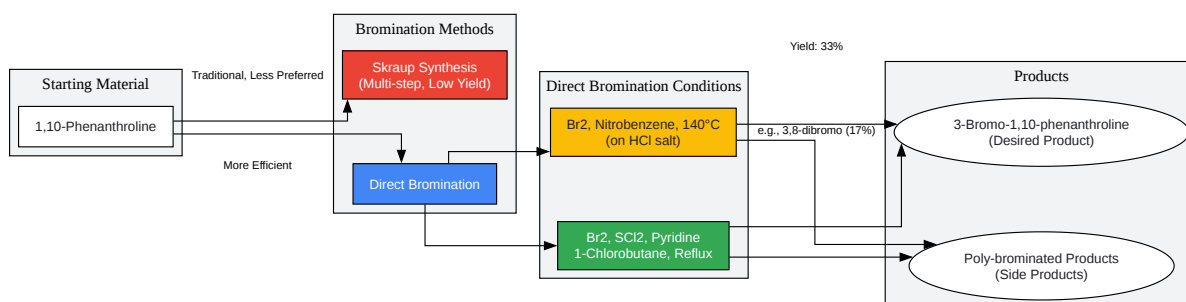 Starting Material
1,10-Phenanthroline
Traditional, Less Preferred
More Efficient
Bromination Methods
Skraup Synthesis
(Multi-step, Low Yield)
Direct Bromination
Direct Bromination Conditions
Br2, Nitrobenzene, 140°C
(on HCl salt)
Br2, SCl2, Pyridine
1-Chlorobutane, Reflux
Yield: 33%
e.g., 3,8-dibromo (17%)
Products
3-Bromo-1,10-phenanthroline
(Desired Product)
Poly-brominated Products
(Side Products)